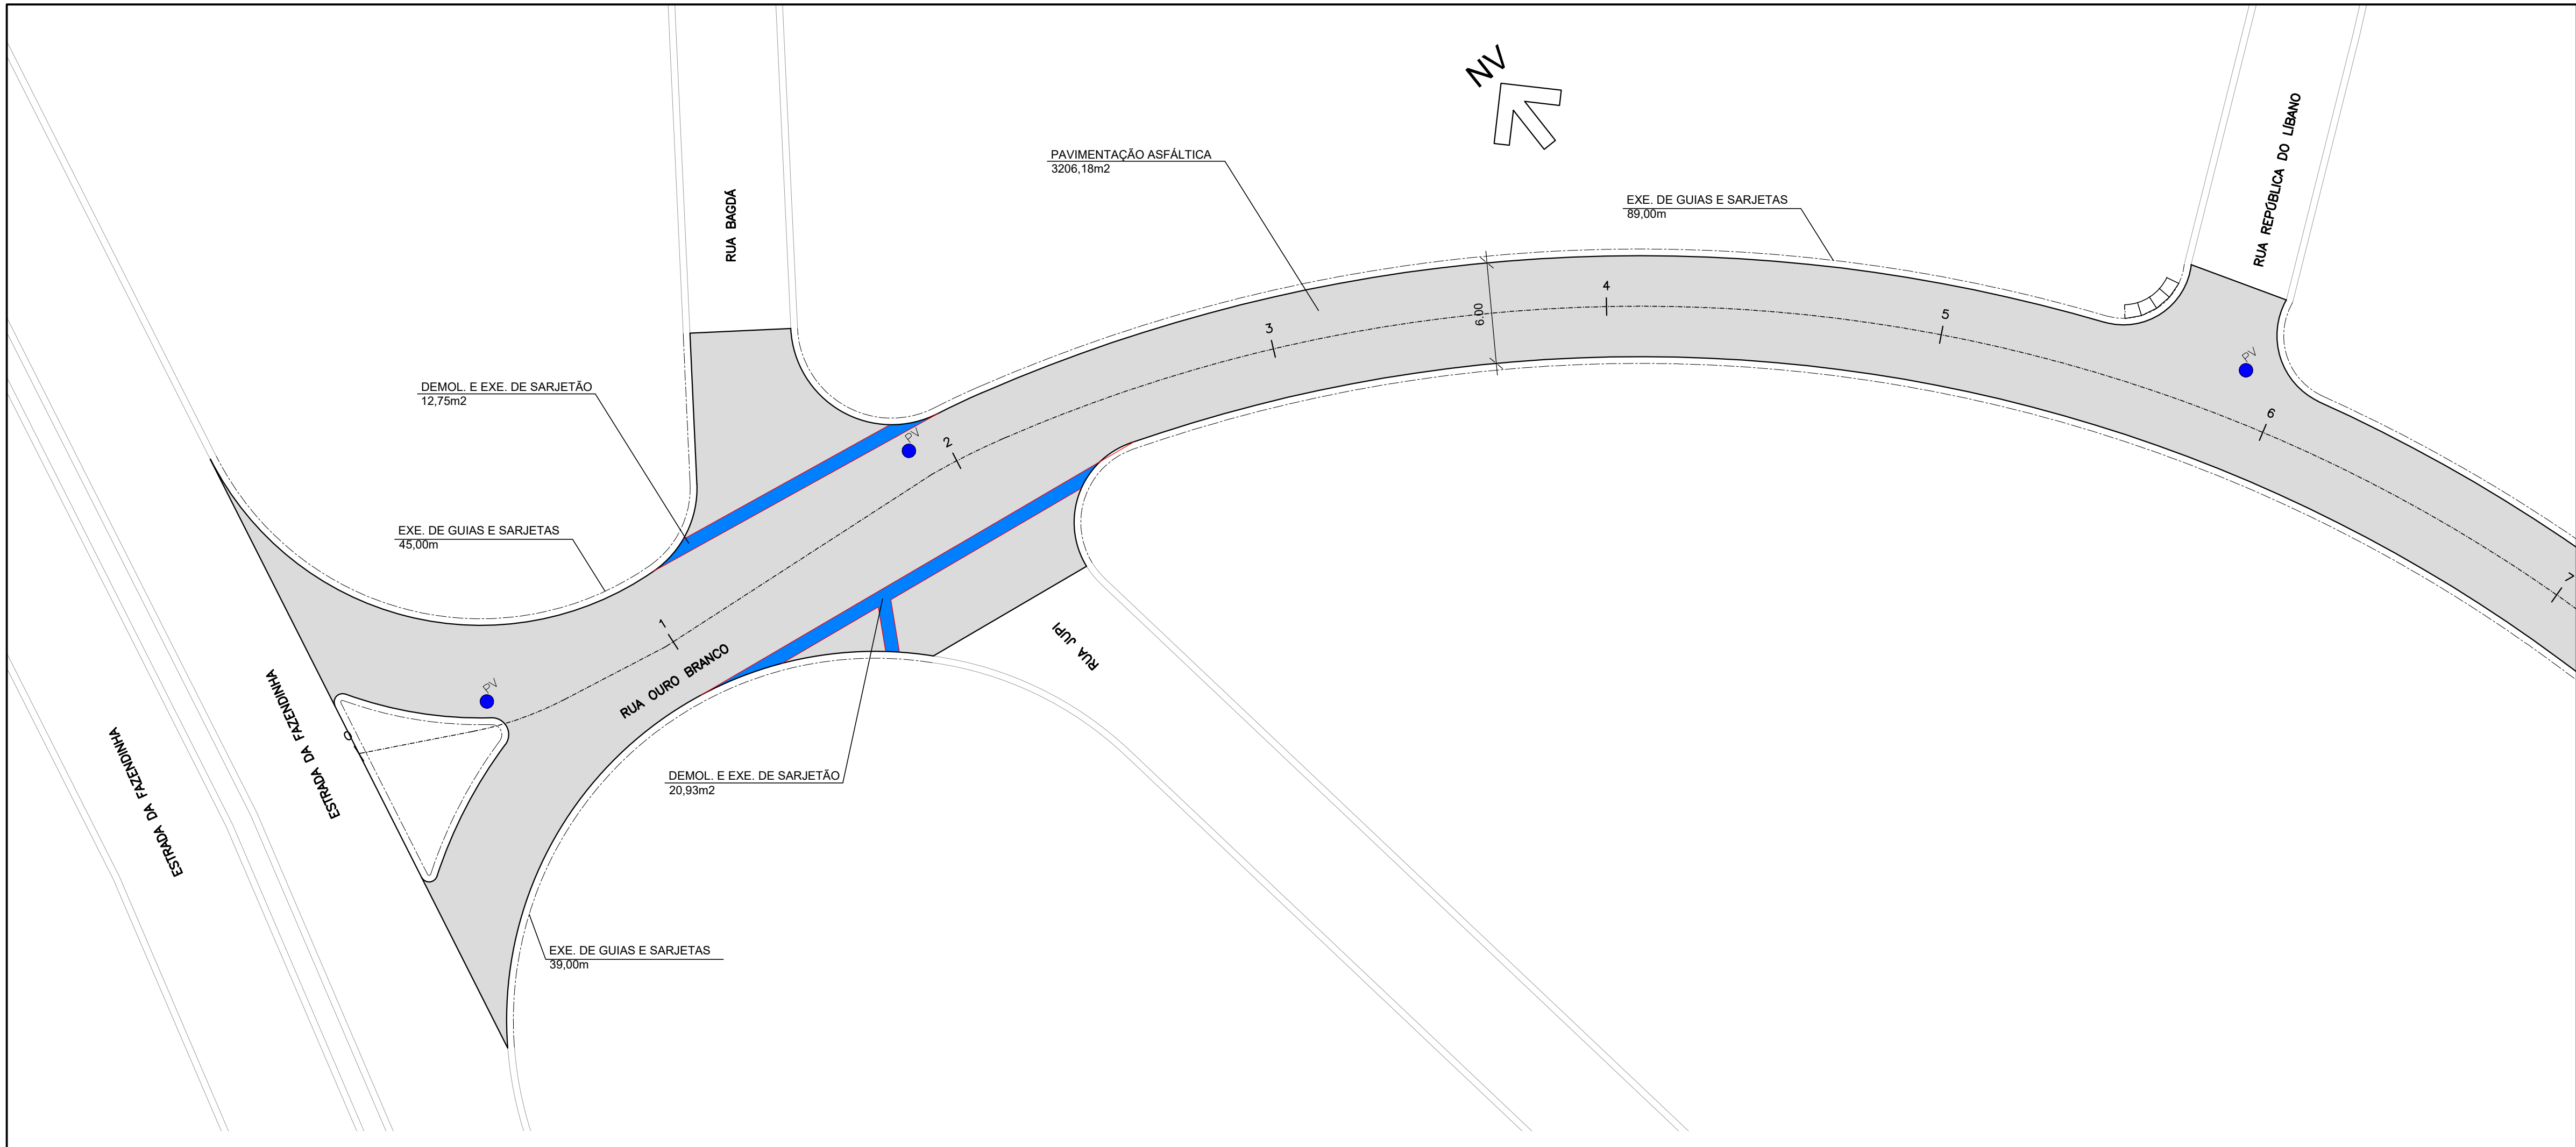 NV
RUA BAGDÁ
PAVIMENTAÇÃO ASFÁLTICA
3206,18m2
EXE. DE GUIAS E SARJETAS
89,00m
RUA REPÚBLICA DO LÍBANO
6.00
3
4
5
PV
6
7
DEMOL. E EXE. DE SARJETÃO
12,75m2
PV
2
EXE. DE GUIAS E SARJETAS
45,00m
1
RUA OURO BRANCO
RUA JUPI
PV
0
ESTRADA DA FAZENDINHA
ESTRADA DA FAZENDINHA
DEMOL. E EXE. DE SARJETÃO
20,93m2
EXE. DE GUIAS E SARJETAS
39,00m